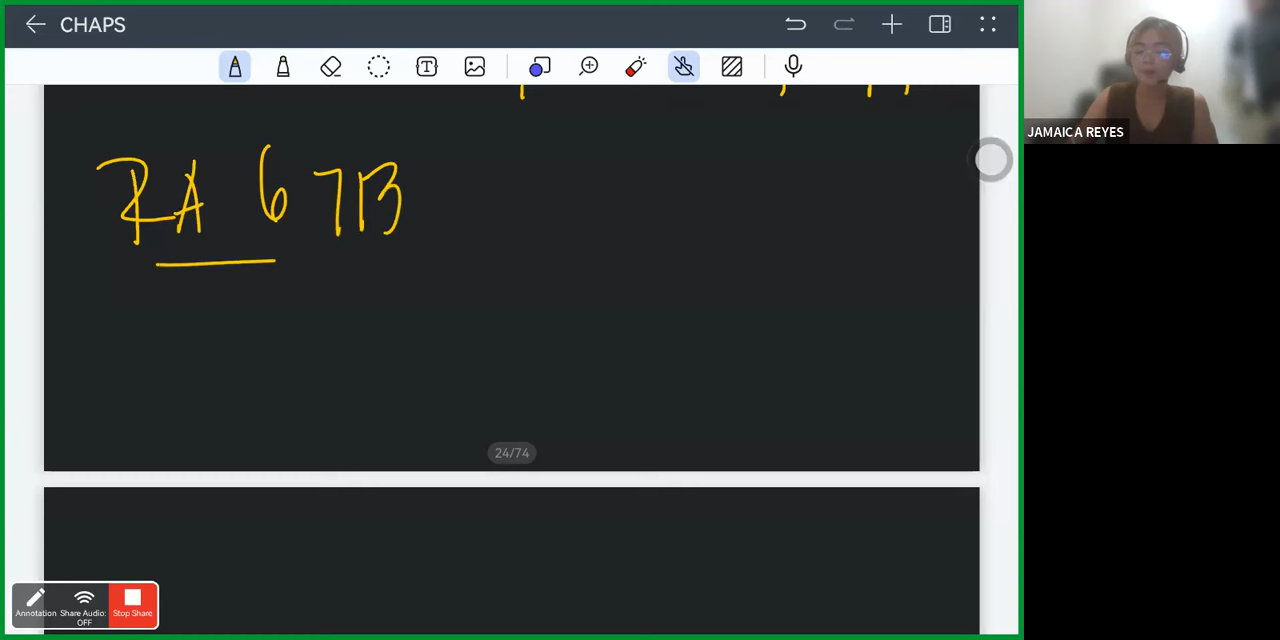 CHAPS
JAMAICA REYES
RA 6713
24/74
Annotation
Share Audio: OFF
Stop Share